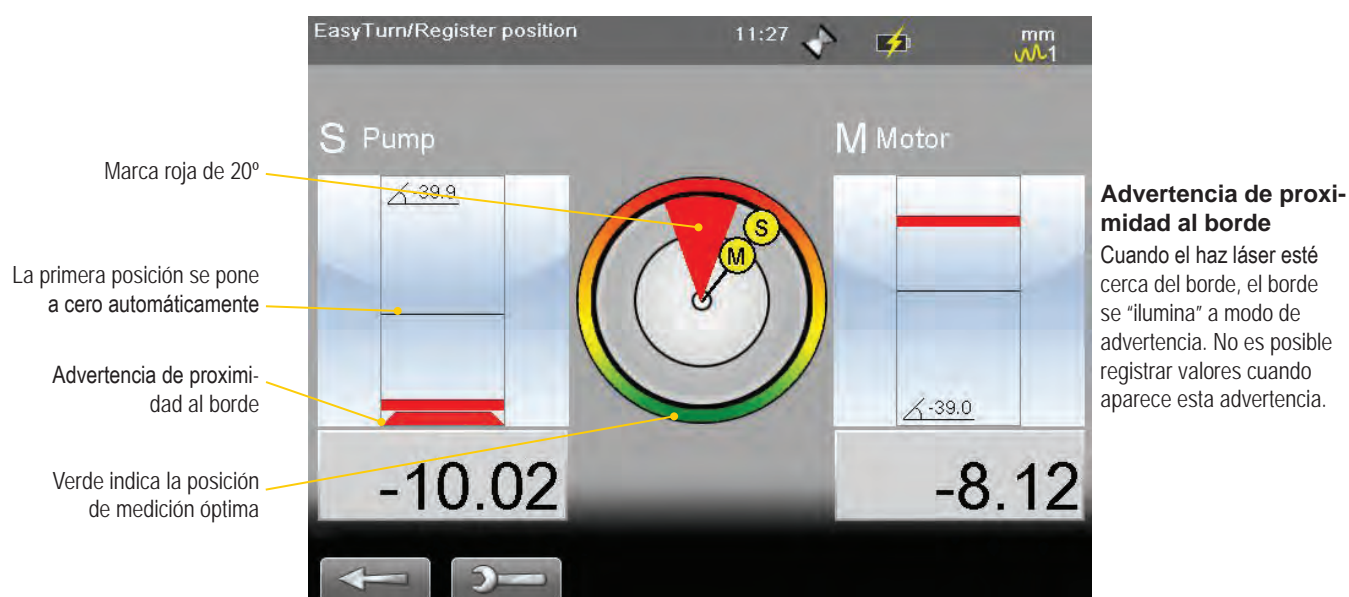 EasyTurn/Register position
11:27
mm
1
S Pump
M Motor
Marca roja de 20º
-39.9
S
M
La primera posición se pone
a cero automáticamente
Advertencia de proximi-
dad al borde
-39.0
Verde indica la posición
de medición óptima
-10.02
-8.12
Advertencia de proxi-
midad al borde
Cuando el haz láser esté
cerca del borde, el borde
se “ilumina” a modo de
advertencia. No es posible
registrar valores cuando
aparece esta advertencia.